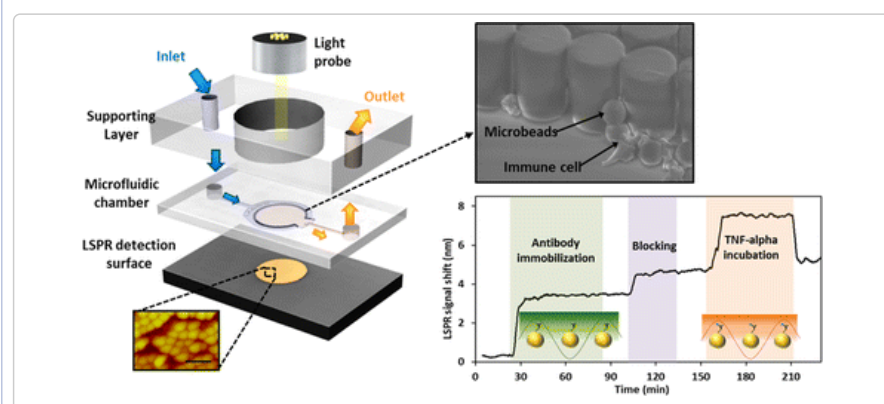 Light
probe
Inlet
Outlet
Supporting
Layer
Microfluidic
chamber
LSPR detection
surface
Microbeads
Immune cell
LSPR signal shift (nm)
8
6
4
2
0
Antibody
immobilization
Blocking
TNF-alpha
incubation
0 30 60 90 120 150 180 210
Time (min)